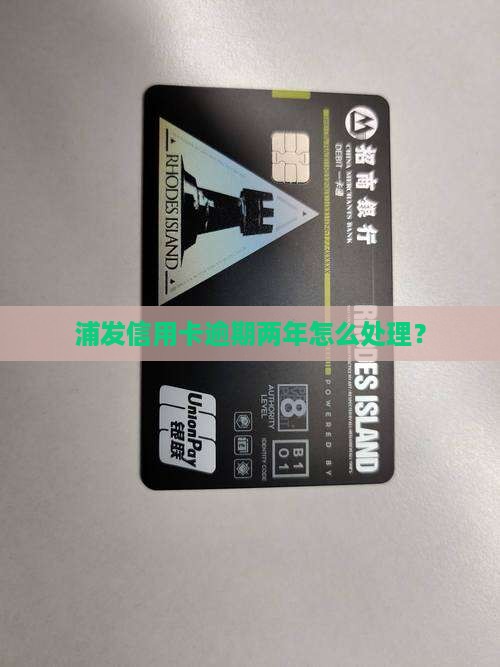 招商银行
CHINA MERCHANTS BANK
DEBIT 一卡通
RHODES ISLAND
浦发信用卡逾期两年怎么处理？
RHODES ISLAND
POWERED BY
8
AUTHORITY
LEVEL
B1
01
IDENTITY CODE
UnionPay
银联